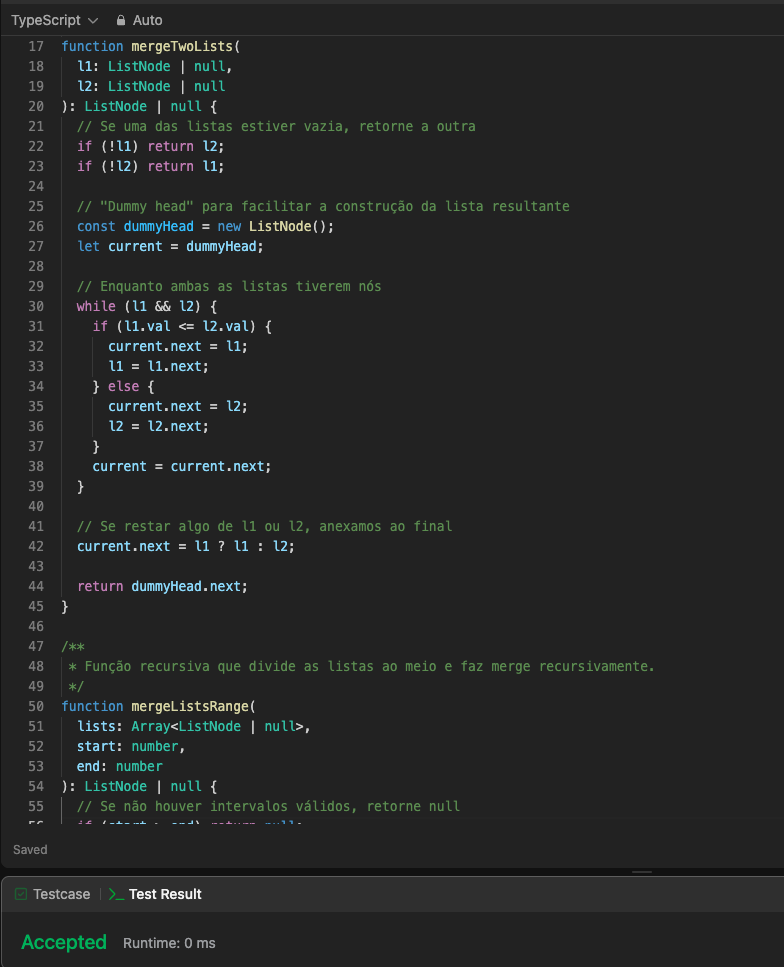 TypeScript Auto
17 function mergeTwoLists(
18 l1: ListNode | null,
19 l2: ListNode | null
20 ): ListNode | null {
21 // Se uma das listas estiver vazia, retorne a outra
22 if (!l1) return l2;
23 if (!l2) return l1;
24
25 // "Dummy head" para facilitar a construção da lista resultante
26 const dummyHead = new ListNode();
27 let current = dummyHead;
28
29 // Enquanto ambas as listas tiverem nós
30 while (l1 && l2) {
31 if (l1.val <= l2.val) {
32 current.next = l1;
33 l1 = l1.next;
34 } else {
35 current.next = l2;
36 l2 = l2.next;
37 }
38 current = current.next;
39 }
40
41 // Se restar algo de l1 ou l2, anexamos ao final
42 current.next = l1 ? l1 : l2;
43
44 return dummyHead.next;
45 }
46
47 /**
48 * Função recursiva que divide as listas ao meio e faz merge recursivamente.
49 */
50 function mergeListsRange(
51 lists: Array<ListNode | null>,
52 start: number,
53 end: number
54 ): ListNode | null {
55 // Se não houver intervalos válidos, retorne null
56 if (start > end) return null;
Saved
Testcase | >_ Test Result
Accepted Runtime: 0 ms